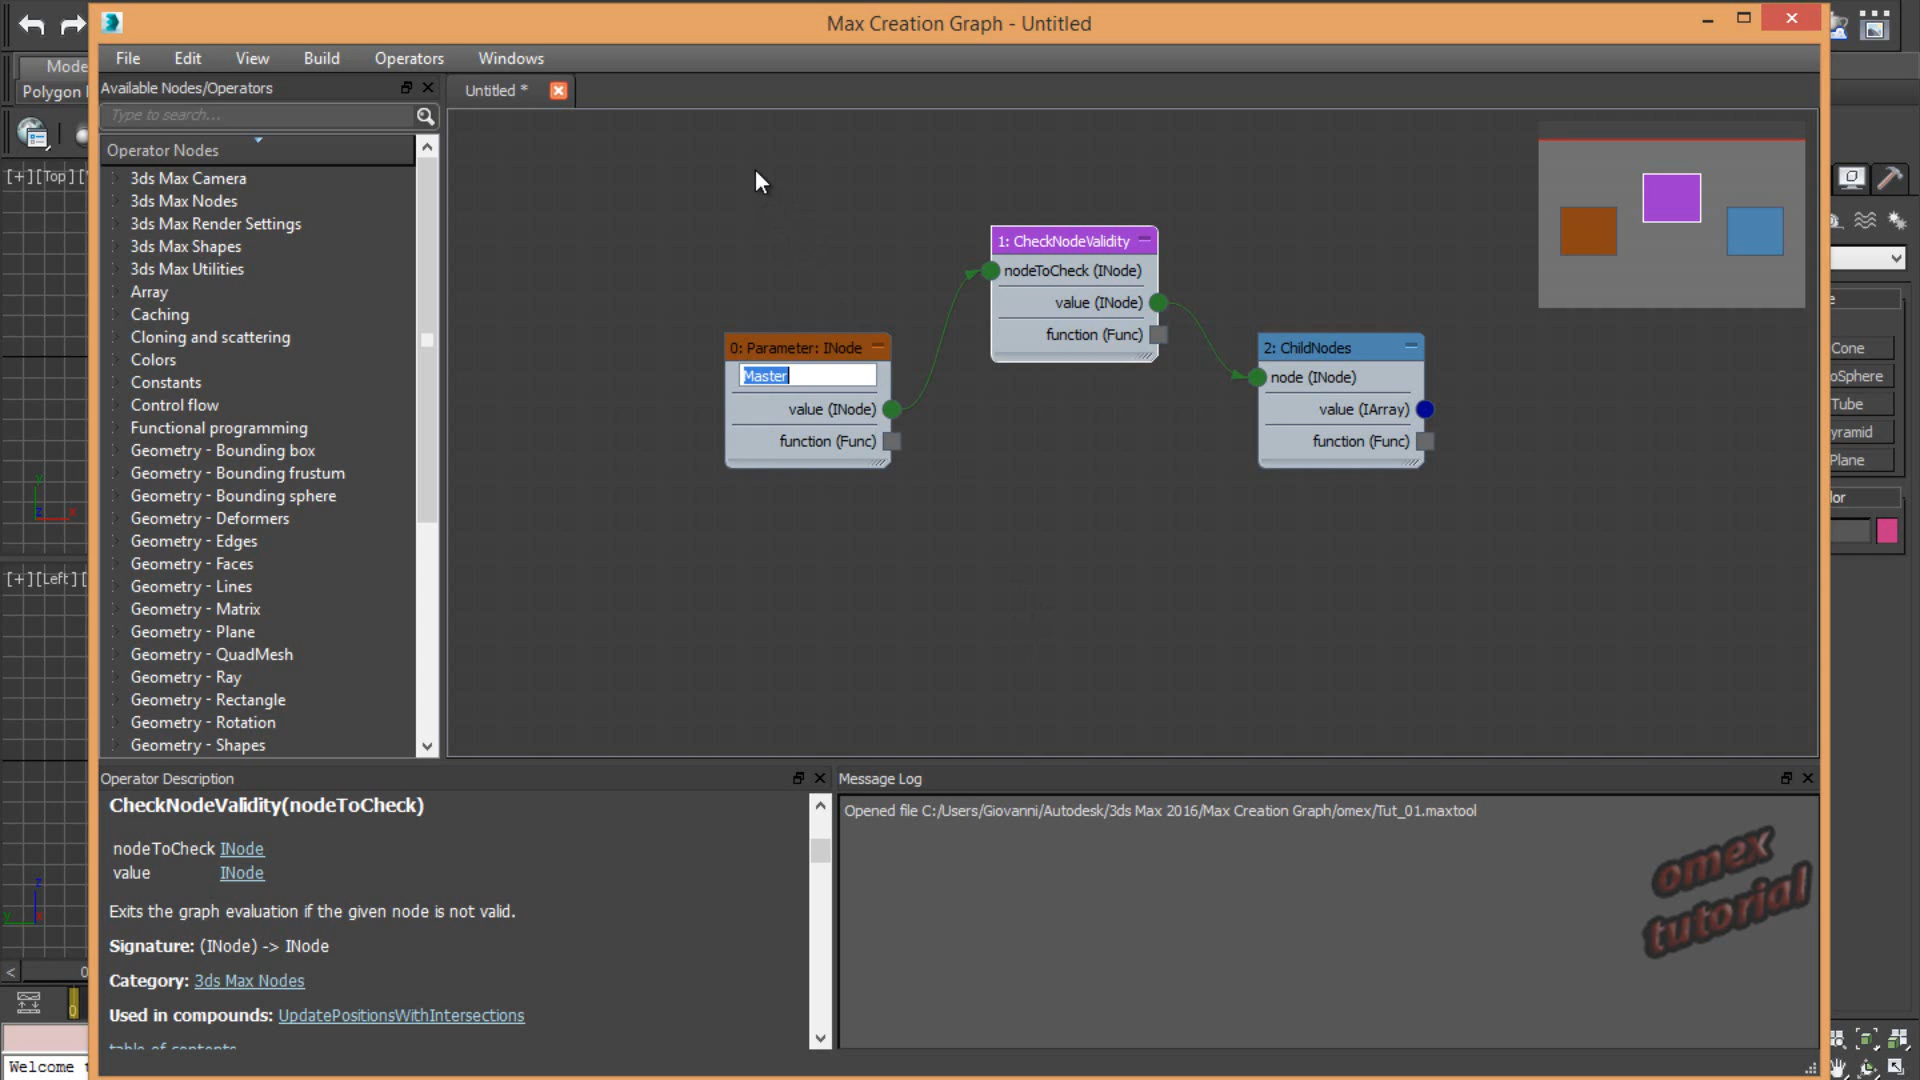 Max Creation Graph - Untitled
File Edit View Build Operators Windows
Mode
Polygon
Available Nodes/Operators
Type to search...
Untitled *
Operator Nodes
3ds Max Camera
3ds Max Nodes
3ds Max Render Settings
3ds Max Shapes
3ds Max Utilities
Array
Caching
Cloning and scattering
Colors
Constants
Control flow
Functional programming
Geometry - Bounding box
Geometry - Bounding frustum
Geometry - Bounding sphere
Geometry - Deformers
Geometry - Edges
Geometry - Faces
Geometry - Lines
Geometry - Matrix
Geometry - Plane
Geometry - QuadMesh
Geometry - Ray
Geometry - Rectangle
Geometry - Rotation
Geometry - Shapes
[+][Top][
[+][Left][
0: Parameter: INode
Master
value (INode)
function (Func)
1: CheckNodeValidity
nodeToCheck (INode)
value (INode)
function (Func)
2: ChildNodes
node (INode)
value (IArray)
function (Func)
Cone
oSphere
Tube
yramid
Plane
lor
Operator Description
CheckNodeValidity(nodeToCheck)
nodeToCheck INode
value INode
Exits the graph evaluation if the given node is not valid.
Signature: (INode) -> INode
Category: 3ds Max Nodes
Used in compounds: UpdatePositionsWithIntersections
table of contents
Message Log
Opened file C:/Users/Giovanni/Autodesk/3ds Max 2016/Max Creation Graph/omex/Tut_01.maxtool
omex
tutorial
< 0
0
Welcome